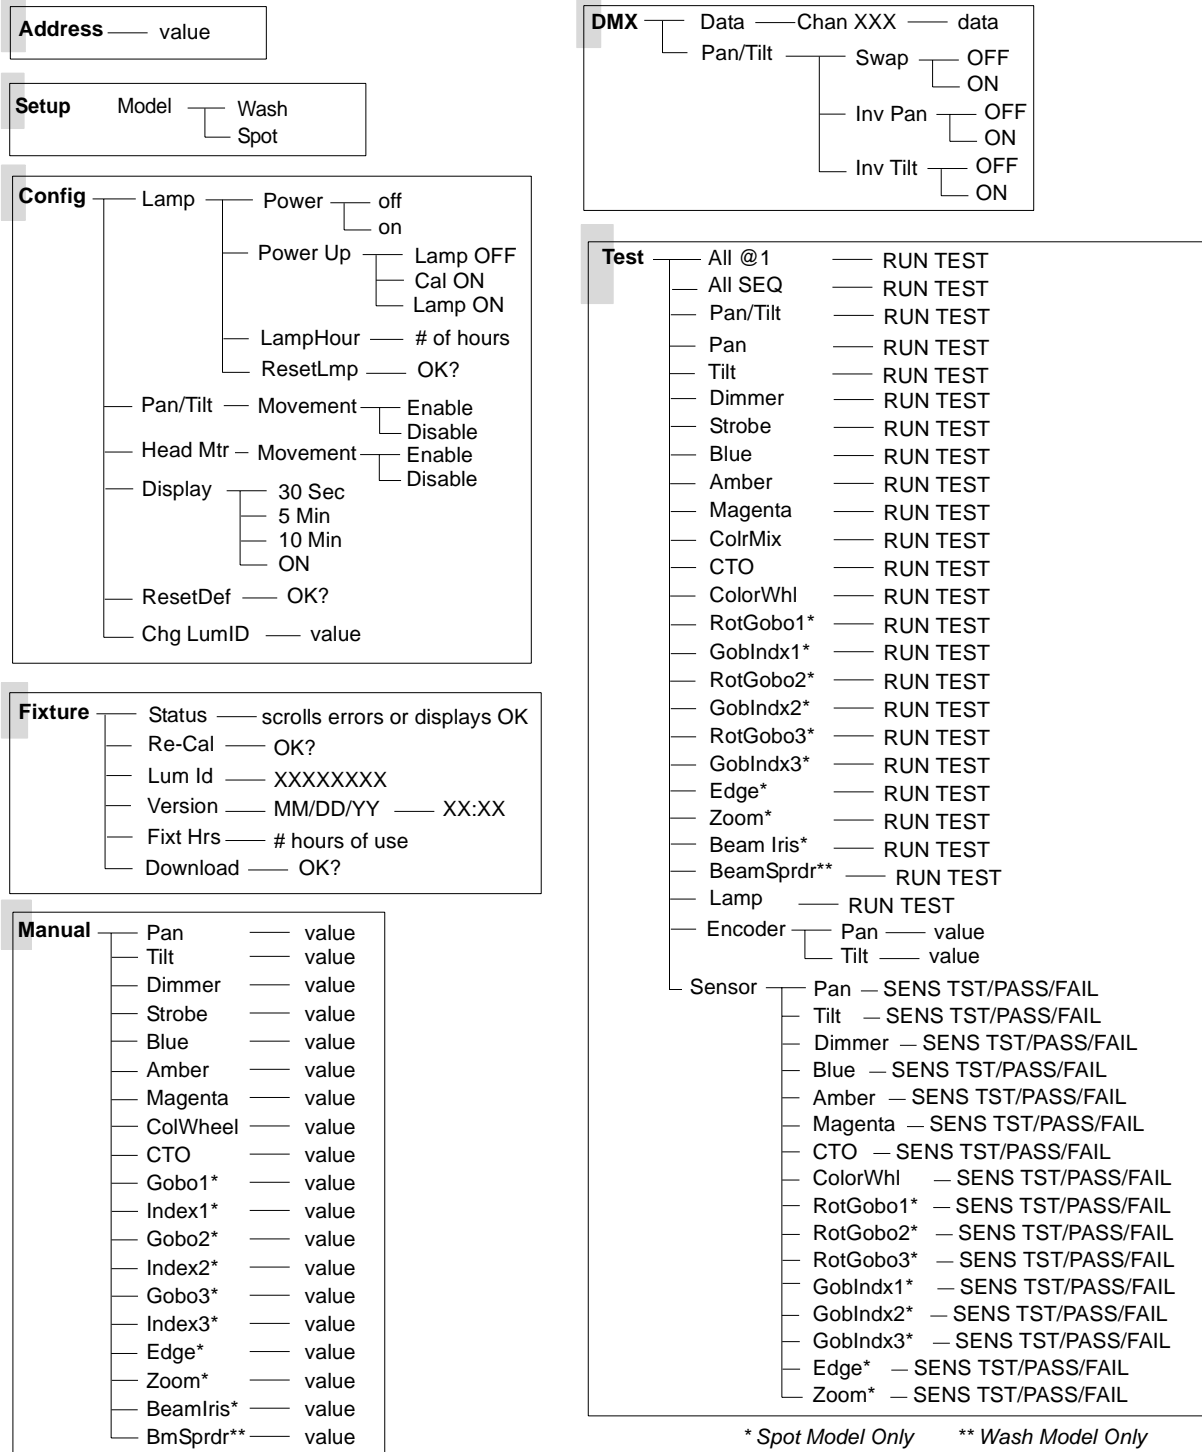 Address value
Setup Model Wash
Spot
Config Lamp Power off
on
Power Up Lamp OFF
Cal ON
Lamp ON
LampHour # of hours
ResetLmp OK?
Pan/Tilt Movement Enable
Disable
Head Mtr Movement Enable
Disable
Display 30 Sec
5 Min
10 Min
ON
ResetDef OK?
Chg LumID value
Fixture Status scrolls errors or displays OK
Re-Cal OK?
Lum Id XXXXXXXX
Version MM/DD/YY XX:XX
Fixt Hrs # hours of use
Download OK?
Manual Pan value
Tilt value
Dimmer value
Strobe value
Blue value
Amber value
Magenta value
ColWheel value
CTO value
Gobo1* value
Index1* value
Gobo2* value
Index2* value
Gobo3* value
Index3* value
Edge* value
Zoom* value
BeamIris* value
BmSprdr** value
DMX Data Chan XXX data
Pan/Tilt Swap OFF
ON
Inv Pan OFF
ON
Inv Tilt OFF
ON
Test All @1 RUN TEST
All SEQ RUN TEST
Pan/Tilt RUN TEST
Pan RUN TEST
Tilt RUN TEST
Dimmer RUN TEST
Strobe RUN TEST
Blue RUN TEST
Amber RUN TEST
Magenta RUN TEST
ColrMix RUN TEST
CTO RUN TEST
ColorWhl RUN TEST
RotGobo1* RUN TEST
GobIndx1* RUN TEST
RotGobo2* RUN TEST
GobIndx2* RUN TEST
RotGobo3* RUN TEST
GobIndx3* RUN TEST
Edge* RUN TEST
Zoom* RUN TEST
Beam Iris* RUN TEST
BeamSprdr** RUN TEST
Lamp RUN TEST
Encoder Pan value
Tilt value
Sensor Pan SENS TST/PASS/FAIL
Tilt SENS TST/PASS/FAIL
Dimmer SENS TST/PASS/FAIL
Blue SENS TST/PASS/FAIL
Amber SENS TST/PASS/FAIL
Magenta SENS TST/PASS/FAIL
CTO SENS TST/PASS/FAIL
ColorWhl SENS TST/PASS/FAIL
RotGobo1* SENS TST/PASS/FAIL
RotGobo2* SENS TST/PASS/FAIL
RotGobo3* SENS TST/PASS/FAIL
GobIndx1* SENS TST/PASS/FAIL
GobIndx2* SENS TST/PASS/FAIL
GobIndx3* SENS TST/PASS/FAIL
Edge* SENS TST/PASS/FAIL
Zoom* SENS TST/PASS/FAIL
* Spot Model Only ** Wash Model Only